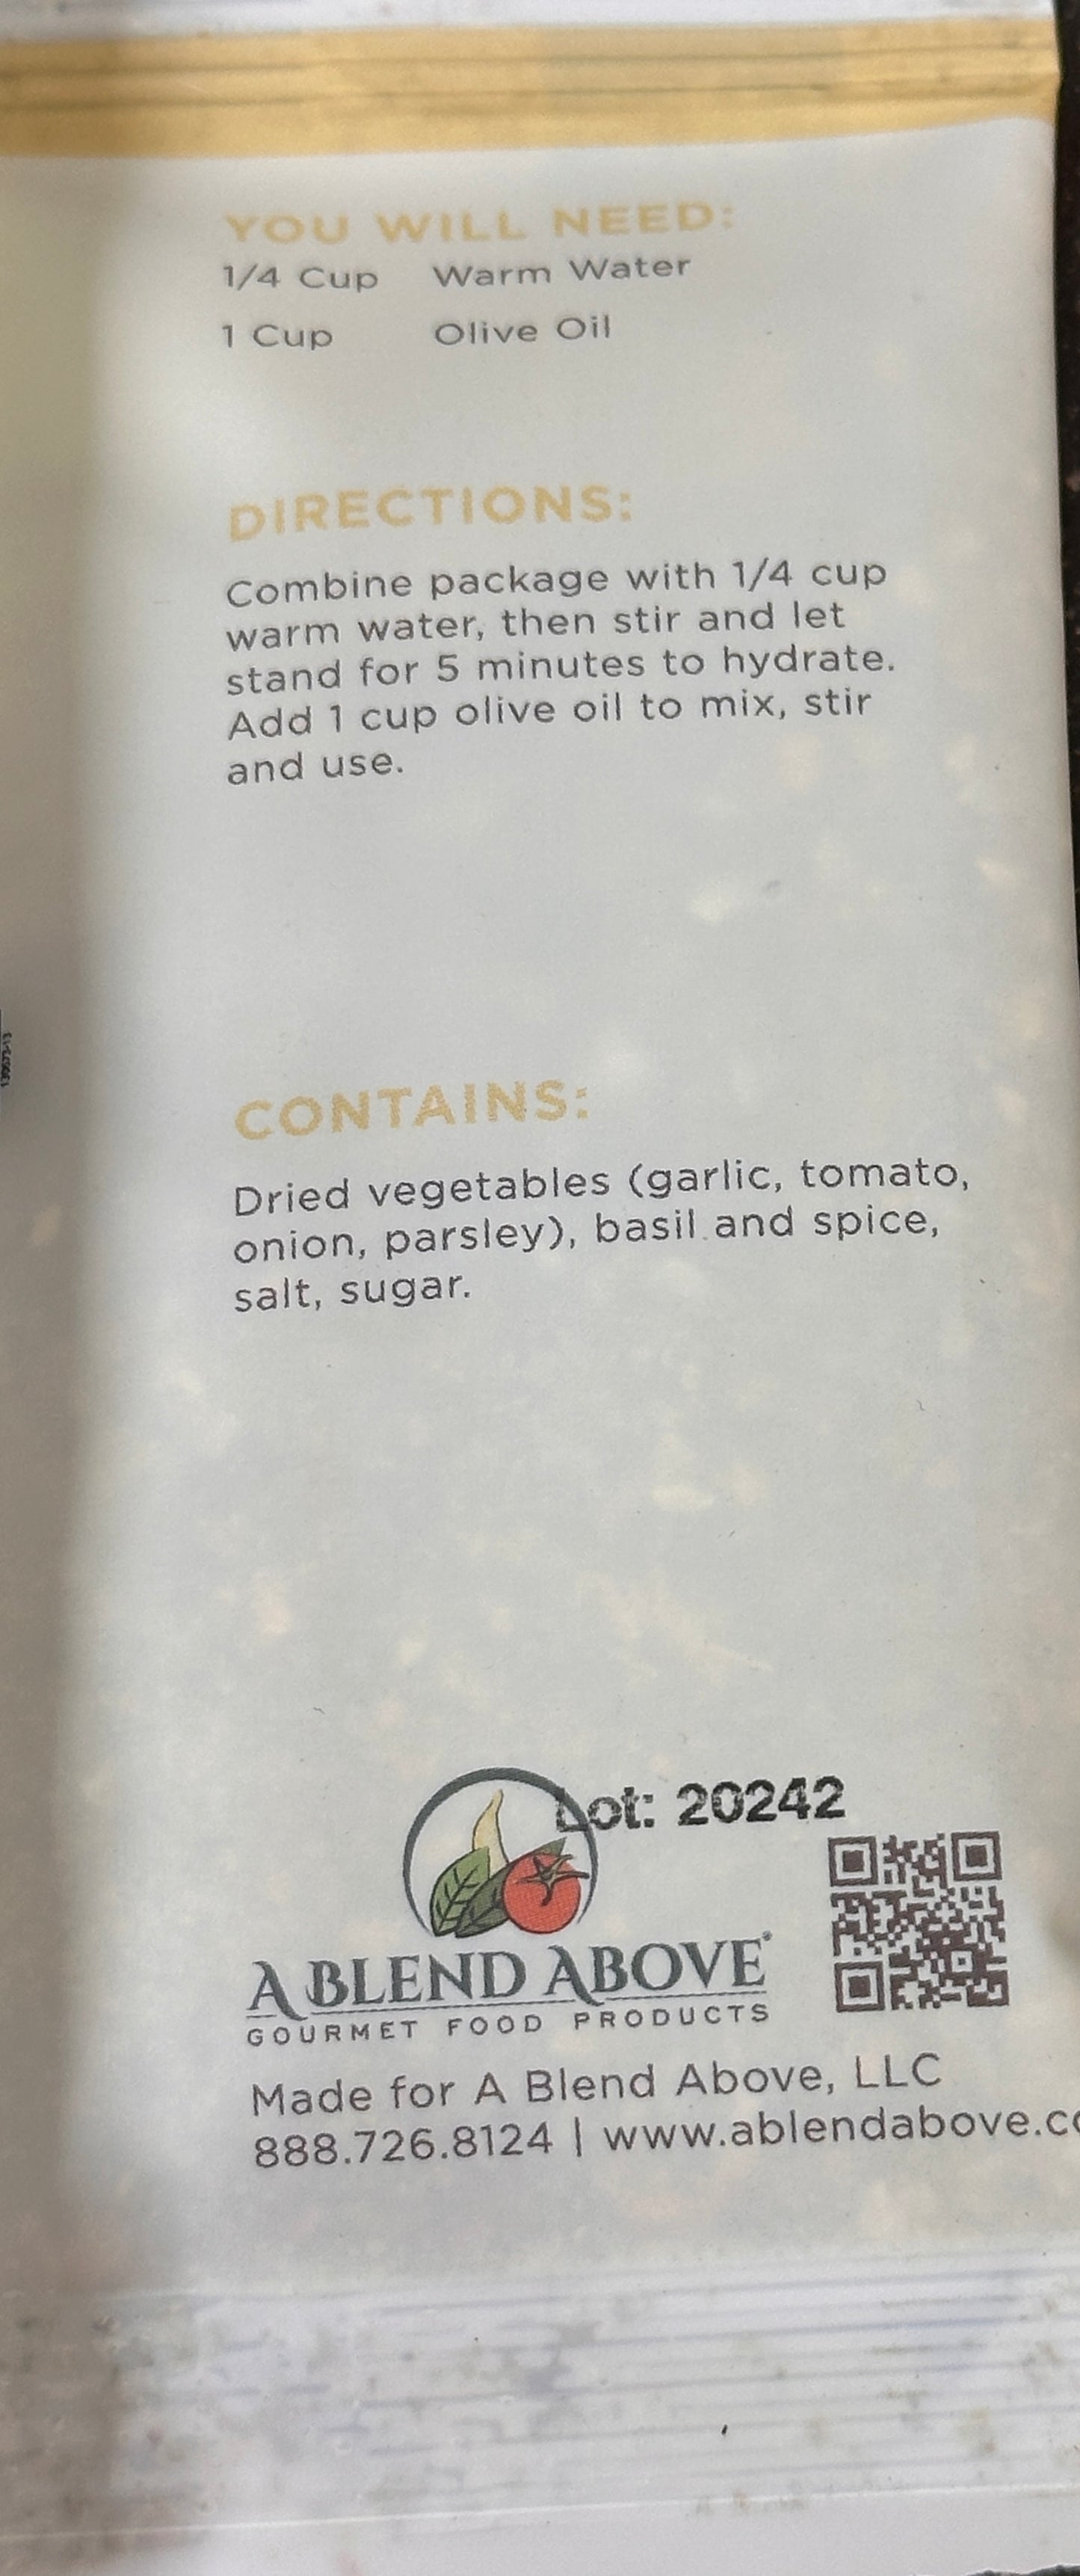 YOU WILL NEED:
1/4 Cup Warm Water
1 Cup Olive Oil
DIRECTIONS:
Combine package with 1/4 cup
warm water, then stir and let
stand for 5 minutes to hydrate.
Add 1 cup olive oil to mix, stir
and use.
CONTAINS:
Dried vegetables (garlic, tomato,
onion, parsley), basil and spice,
salt, sugar.
Lot: 20242
A BLEND ABOVE
GOURMET FOOD PRODUCTS
Made for A Blend Above, LLC
888.726.8124 | www.ablendabove.co